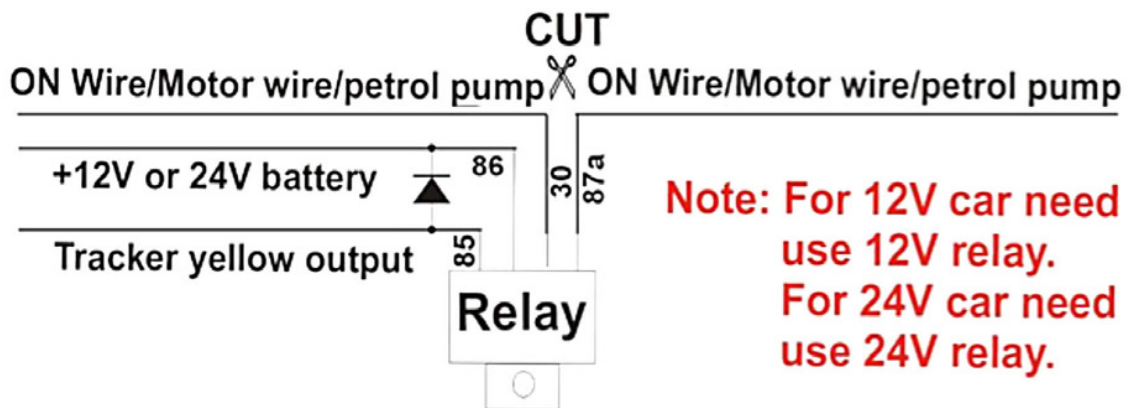 CUT
ON Wire/Motor wire/petrol pump ON Wire/Motor wire/petrol pump
+12V or 24V battery
86
30
87a
Tracker yellow output
85
Relay
Note: For 12V car need
use 12V relay.
For 24V car need
use 24V relay.